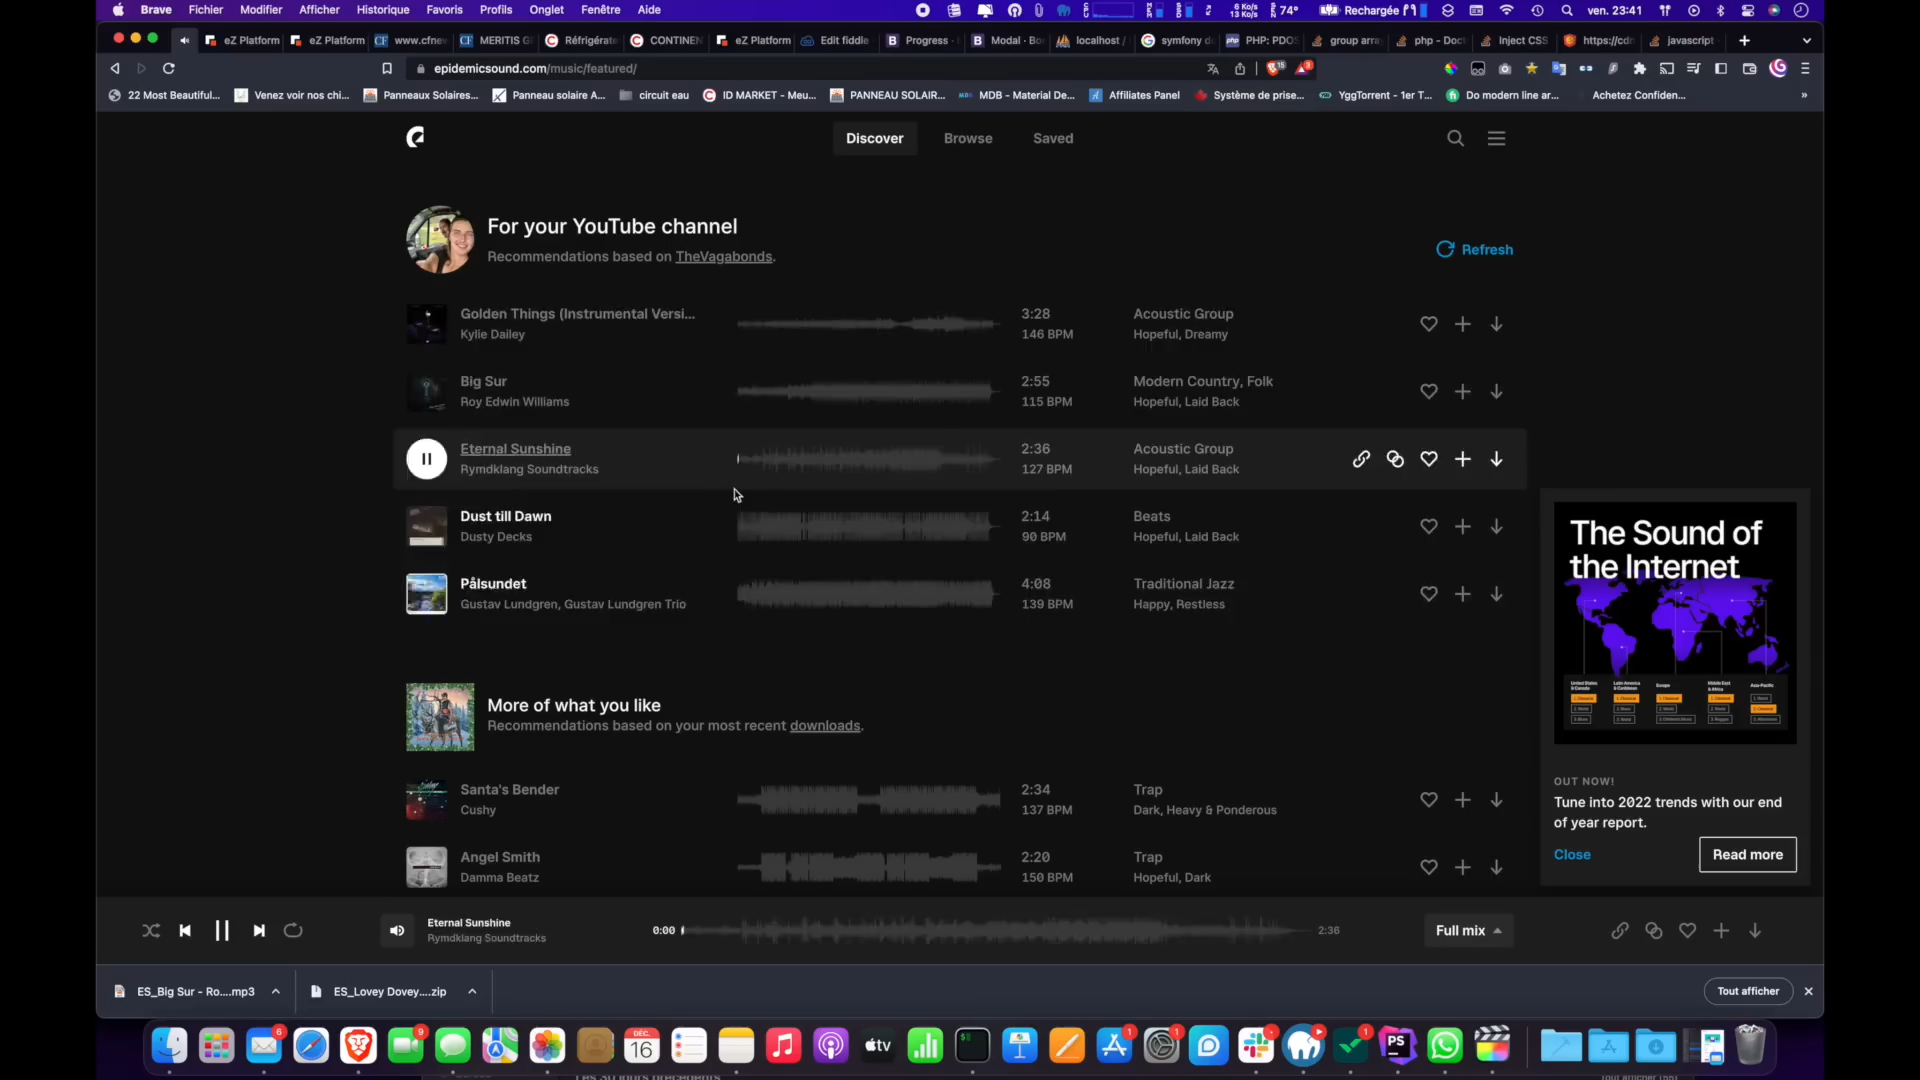 Brave Fichier Modifier Afficher Historique Favoris Profils Onglet Fenêtre Aide
6 Ko/s
13 Ko/s
74° Rechargée ven. 23:41
eZ Platform eZ Platform www.cfnev MERITIS G Réfrigérate CONTINEN eZ Platform Edit fiddle Progress · Modal · Bo localhost / symfony d PHP: PDOS group arra php - Doct Inject CSS https://cdn javascript
epidemicsound.com/music/featured/
22 Most Beautiful... Venez voir nos chi... Panneaux Solaires... Panneau solaire A... circuit eau ID MARKET - Meu... PANNEAU SOLAIR... MDB - Material De... Affiliates Panel Système de prise... YggTorrent - 1er T... Do modern line ar... Achetez Confiden...
Discover Browse Saved
For your YouTube channel
Recommendations based on TheVagabonds.
Refresh
Golden Things (Instrumental Versi... 3:28 Acoustic Group
Kylie Dailey 146 BPM Hopeful, Dreamy
Big Sur 2:55 Modern Country, Folk
Roy Edwin Williams 115 BPM Hopeful, Laid Back
Eternal Sunshine 2:36 Acoustic Group
Rymdklang Soundtracks 127 BPM Hopeful, Laid Back
Dust till Dawn 2:14 Beats
Dusty Decks 90 BPM Hopeful, Laid Back
Pålsundet 4:08 Traditional Jazz
Gustav Lundgren, Gustav Lundgren Trio 139 BPM Happy, Restless
The Sound of
the Internet
OUT NOW!
Tune into 2022 trends with our end
of year report.
Close Read more
More of what you like
Recommendations based on your most recent downloads.
Santa's Bender 2:34 Trap
Cushy 137 BPM Dark, Heavy & Ponderous
Angel Smith 2:20 Trap
Damma Beatz 150 BPM Hopeful, Dark
Eternal Sunshine
Rymdklang Soundtracks
0:00 2:36 Full mix
ES_Big Sur - Ro....mp3 ES_Lovey Dovey....zip Tout afficher
DÉC.
16
tv
PS